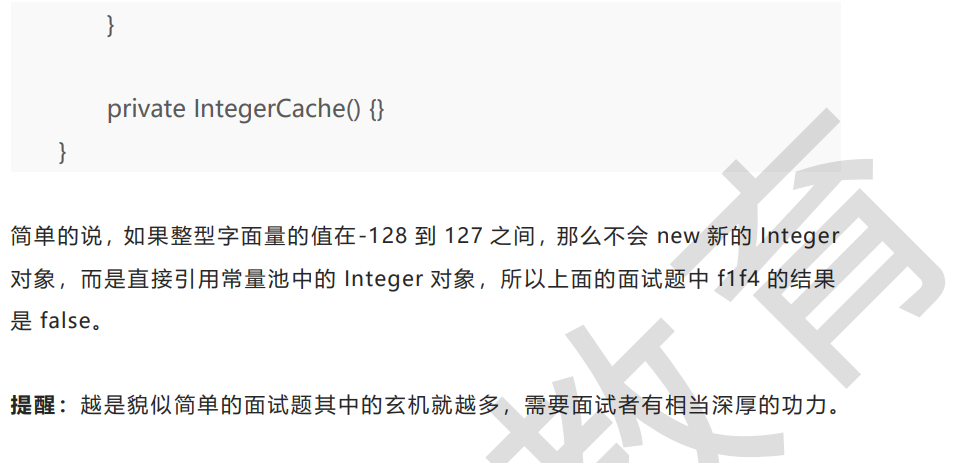 }
private IntegerCache() {}
}
简单的说，如果整型字面量的值在-128 到 127 之间，那么不会 new 新的 Integer
对象，而是直接引用常量池中的 Integer 对象，所以上面的面试题中 f1f4 的结果
是 false。
提醒：越是貌似简单的面试题其中的玄机就越多，需要面试者有相当深厚的功力。
教育